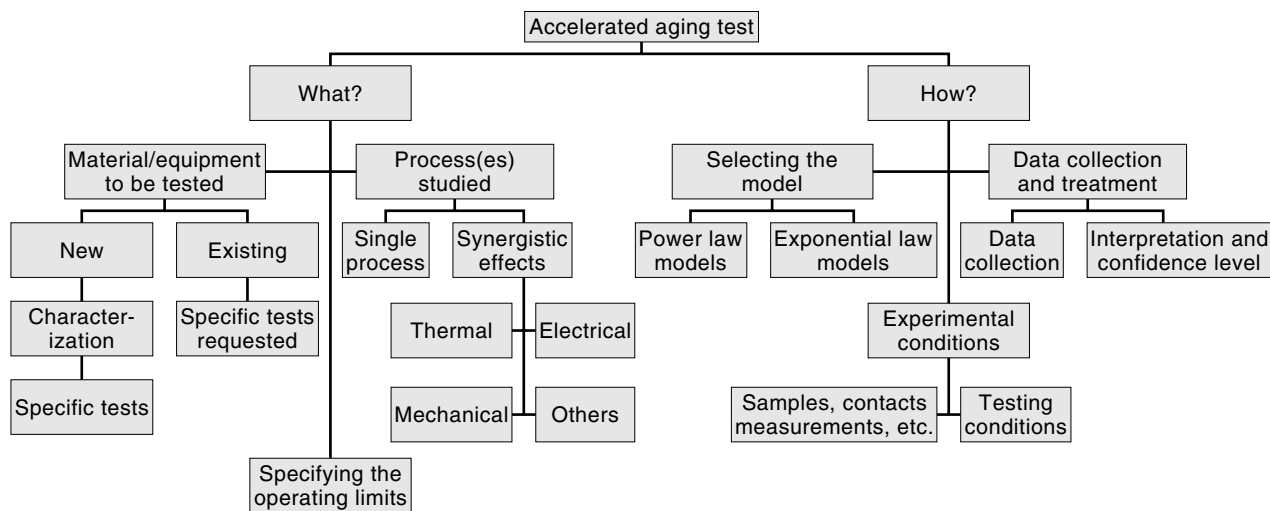 Accelerated aging test
What?
How?
Material/equipment
to be tested
Process(es)
studied
Selecting the
model
Data collection
and treatment
New
Existing
Single
process
Synergistic
effects
Power law
models
Exponential law
models
Data
collection
Interpretation and
confidence level
Character-
ization
Specific tests
requested
Thermal
Electrical
Experimental
conditions
Specific tests
Mechanical
Others
Samples, contacts
measurements, etc.
Testing
conditions
Specifying the
operating limits